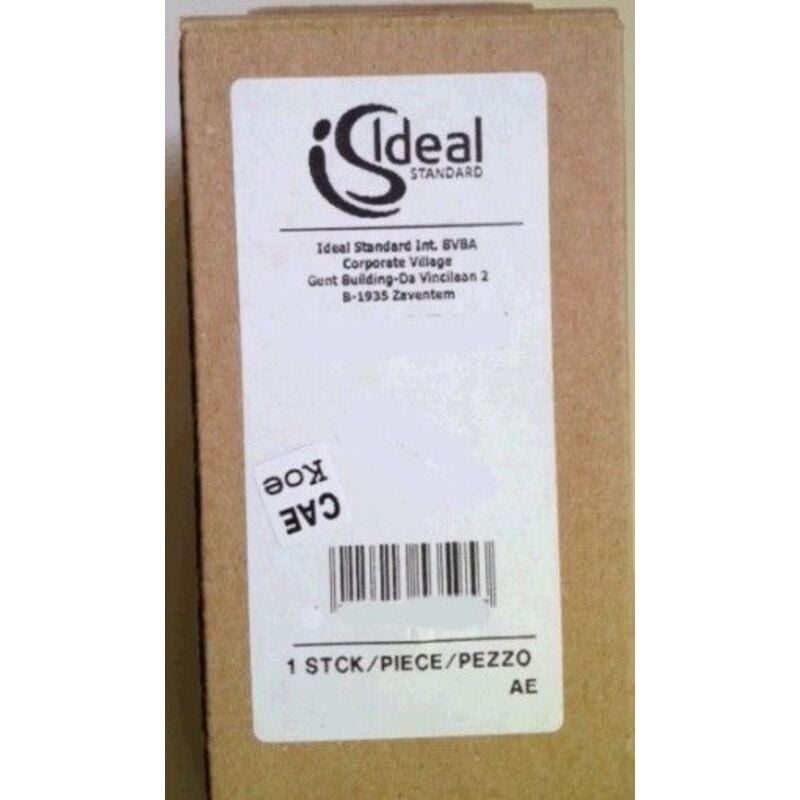 Ideal
STANDARD
Ideal Standard Int. BVBA
Corporate Village
Gent Building-Da Vincilaan 2
B-1935 Zaventem
CAE
Koe
1 STCK/PIECE/PEZZO
AE